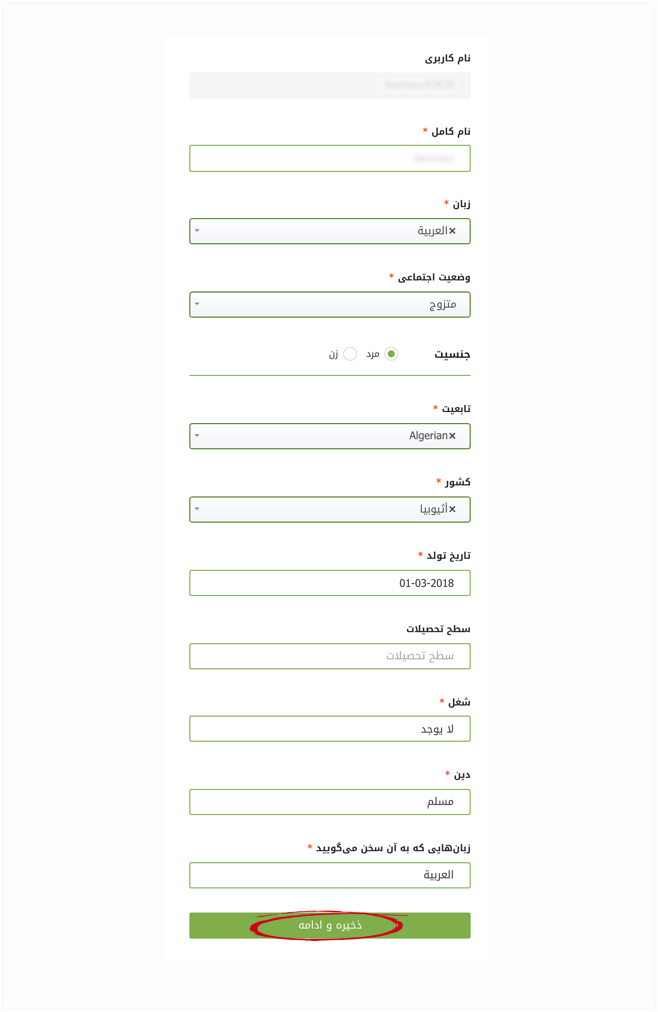 نام کاربری
نام کامل *
زبان *
×العربية
وضعیت اجتماعی *
متزوج
جنسیت مرد زن
تابعیت *
×Algerian
کشور *
×أثيوبيا
تاریخ تولد *
01-03-2018
سطح تحصیلات
سطح تحصیلات
شغل *
لا يوجد
دین *
مسلم
زبان‌هایی که به آن سخن می‌گویید *
العربية
ذخیره و ادامه